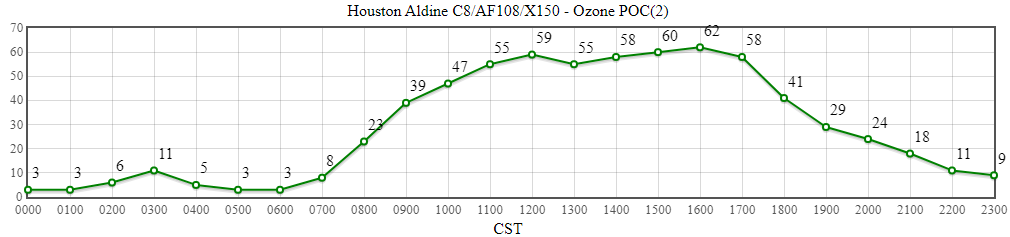 Houston Aldine C8/AF108/X150 - Ozone POC(2)
70
60
50
40
30
20
10
0
3 3 6 11 5 3 3 8 23 39 47 55 59 55 58 60 62 58 41 29 24 18 11 9
0000 0100 0200 0300 0400 0500 0600 0700 0800 0900 1000 1100 1200 1300 1400 1500 1600 1700 1800 1900 2000 2100 2200 2300
CST